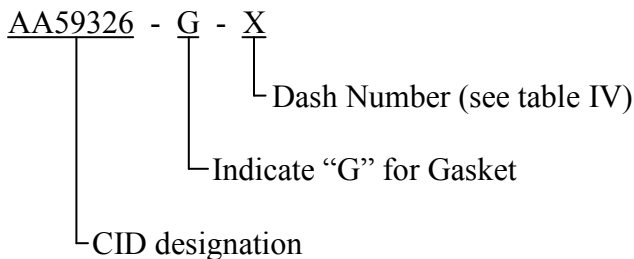 AA59326 - G - X
Dash Number (see table IV)
Indicate “G” for Gasket
CID designation